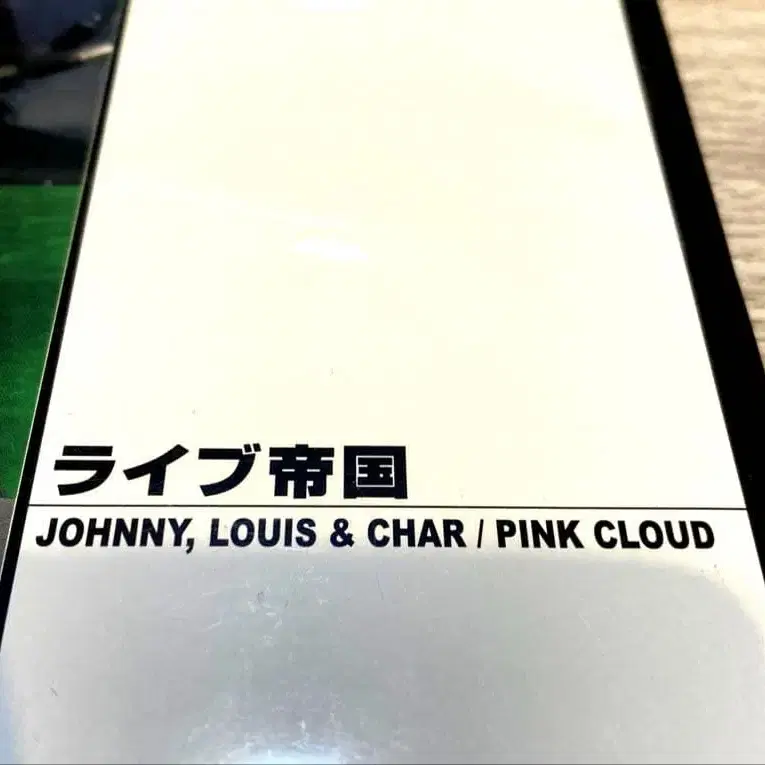 ライブ帝国
JOHNNY, LOUIS & CHAR / PINK CLOUD